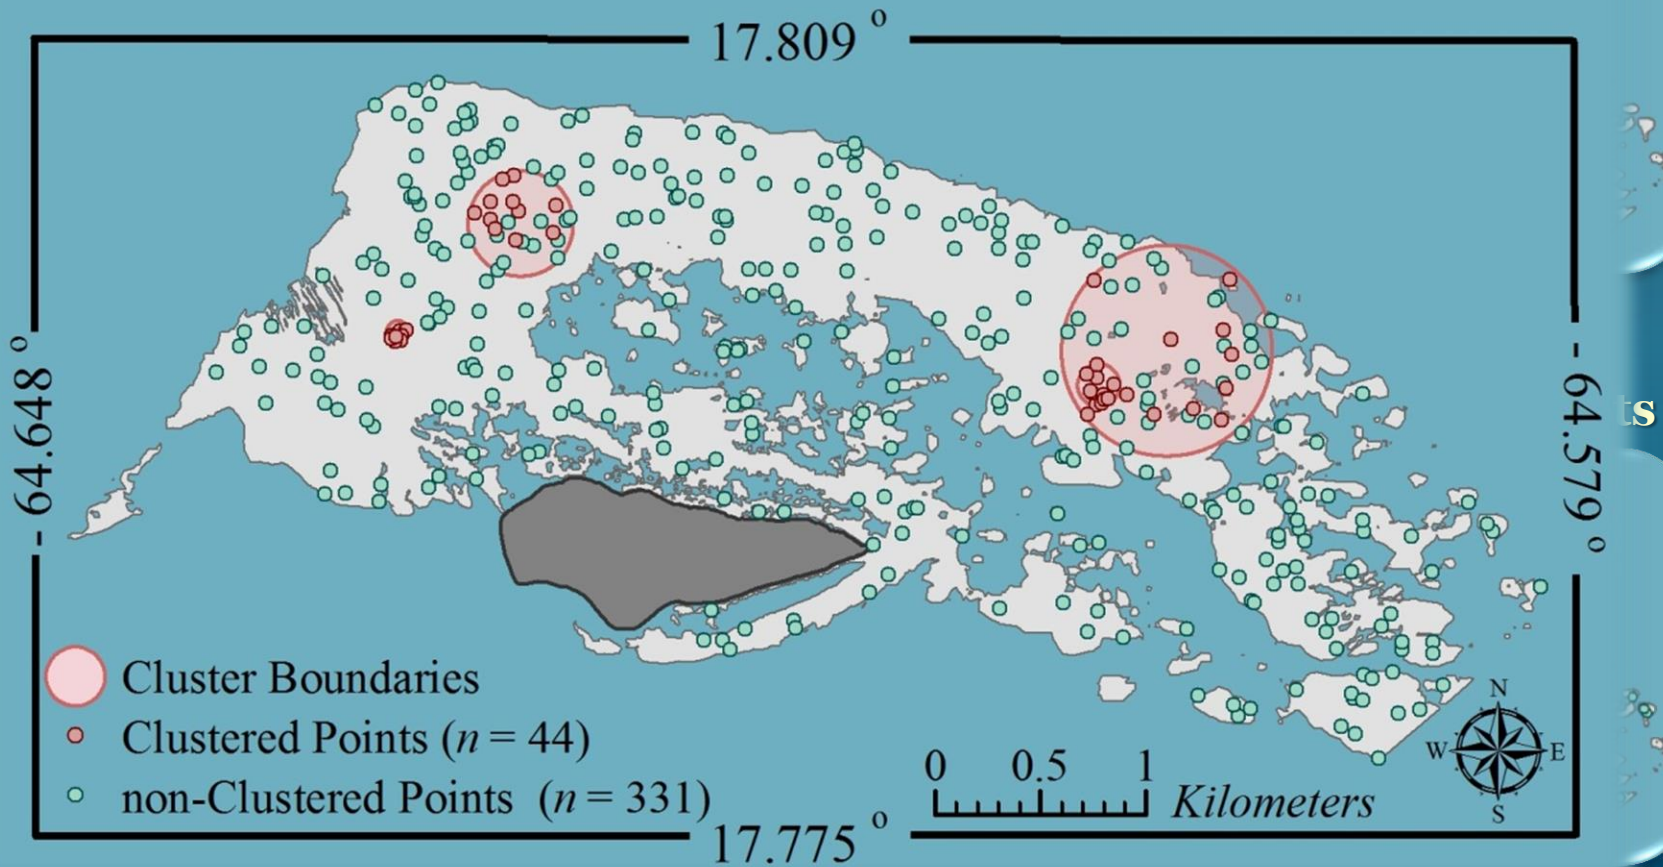 17.809 °
- 64.648 °
- 64.579 °
ts
Cluster Boundaries
Clustered Points (n = 44)
non-Clustered Points (n = 331)
0 0.5 1
Kilometers
N
W E
S
17.775 °